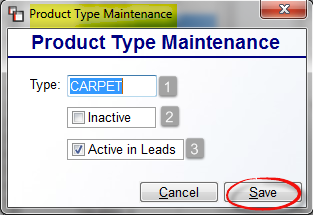 Product Type Maintenance
Product Type Maintenance
Type: CARPET 1
Inactive 2
Active in Leads 3
Cancel Save